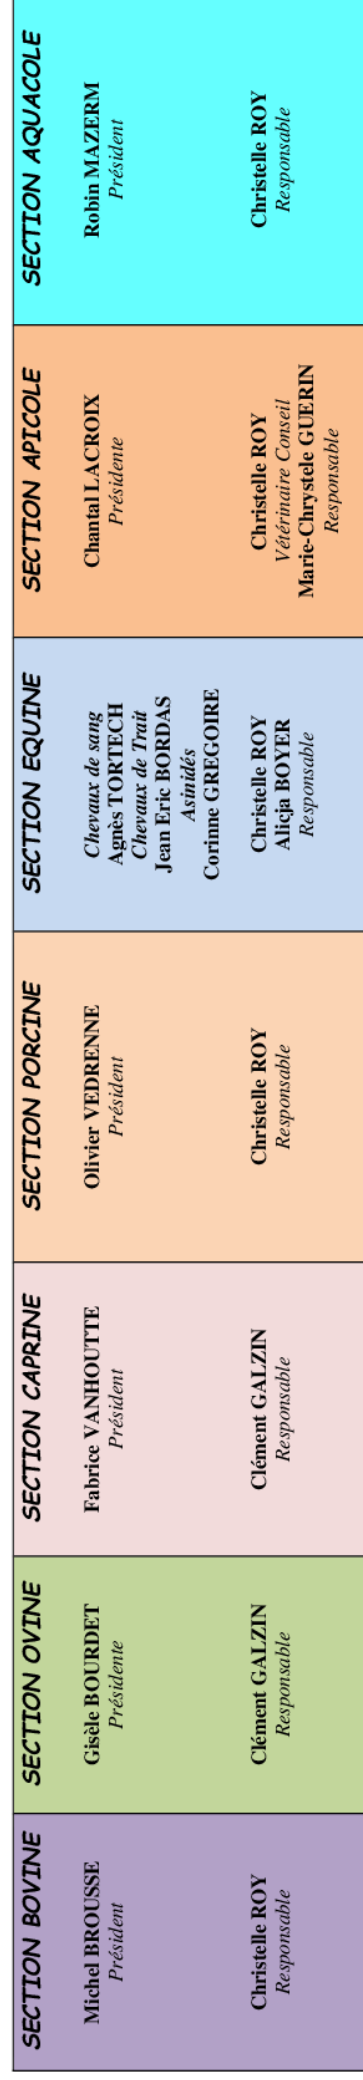 SECTION BOVINE
Michel BROUSSE
Président
Christelle ROY
Responsable
SECTION OVINE
Gisèle BOURDET
Présidente
Clément GALZIN
Responsable
SECTION CAPRINE
Fabrice VANHOUTTE
Président
Clément GALZIN
Responsable
SECTION PORCINE
Olivier VEDRENNE
Président
Christelle ROY
Responsable
SECTION EQUINE
Chevaux de sang
Agnès TORTECH
Chevaux de Trait
Jean Eric BORDAS
Asinidés
Corinne GREGOIRE
Christelle ROY
Alicja BOYER
Responsable
SECTION APICOLE
Chantal LACROIX
Présidente
Christelle ROY
Vétérinaire Conseil
Marie-Chrystele GUERIN
Responsable
SECTION AQUACOLE
Robin MAZERM
Président
Christelle ROY
Responsable